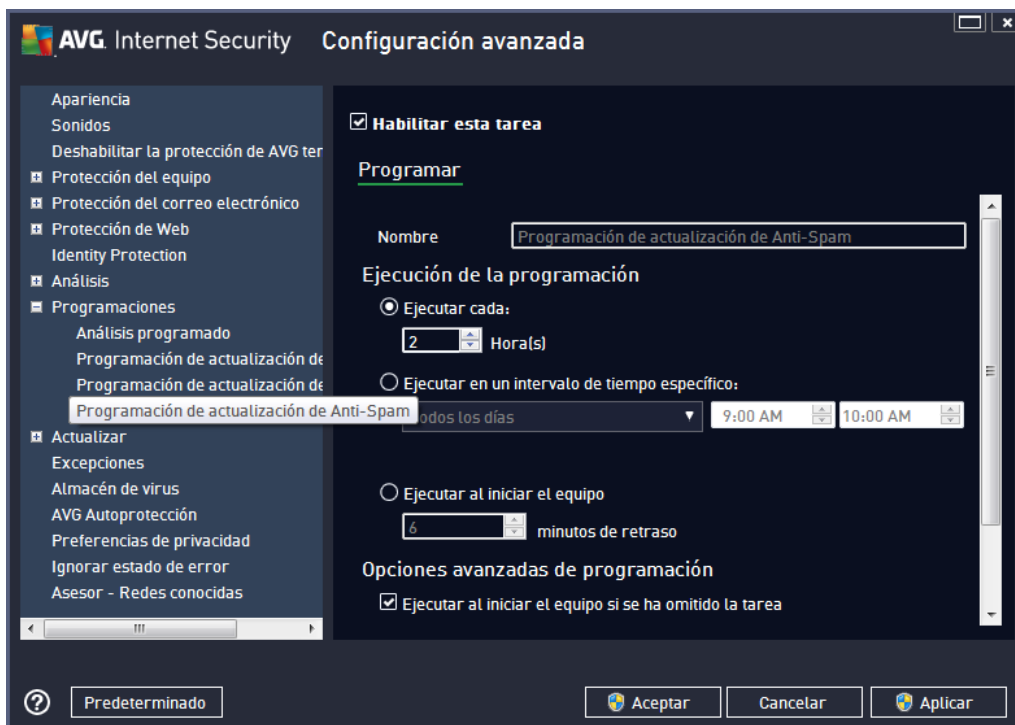 AVG. Internet Security Configuración avanzada
Apariencia
Sonidos
Deshabilitar la protección de AVG ter
Protección del equipo
Protección del correo electrónico
Protección de Web
Identity Protection
Análisis
Programaciones
Análisis programado
Programación de actualización de
Programación de actualización de
Programación de actualización de Anti-Spam
Actualizar
Excepciones
Almacén de virus
AVG Autoprotección
Preferencias de privacidad
Ignorar estado de error
Asesor - Redes conocidas
Habilitar esta tarea
Programar
Nombre Programación de actualización de Anti-Spam
Ejecución de la programación
Ejecutar cada:
2 Hora(s)
Ejecutar en un intervalo de tiempo específico:
odos los días 9:00 AM 10:00 AM
Ejecutar al iniciar el equipo
6 minutos de retraso
Opciones avanzadas de programación
Ejecutar al iniciar el equipo si se ha omitido la tarea
? Predeterminado Aceptar Cancelar Aplicar